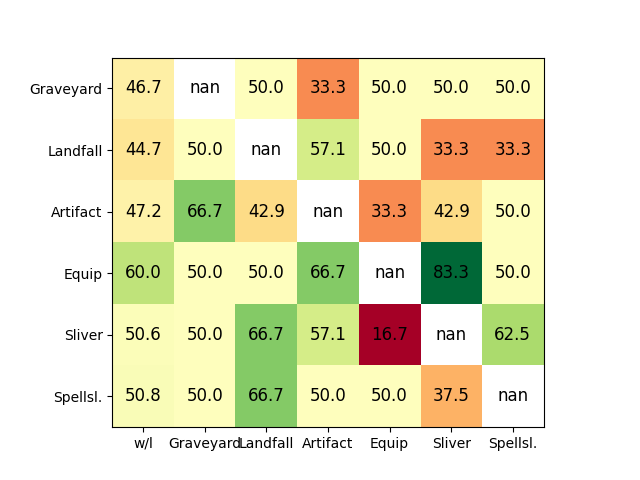 Graveyard 46.7 nan 50.0 33.3 50.0 50.0 50.0
Landfall 44.7 50.0 nan 57.1 50.0 33.3 33.3
Artifact 47.2 66.7 42.9 nan 33.3 42.9 50.0
Equip 60.0 50.0 50.0 66.7 nan 83.3 50.0
Sliver 50.6 50.0 66.7 57.1 16.7 nan 62.5
Spellsl. 50.8 50.0 66.7 50.0 50.0 37.5 nan
w/l Graveyard Landfall Artifact Equip Sliver Spellsl.